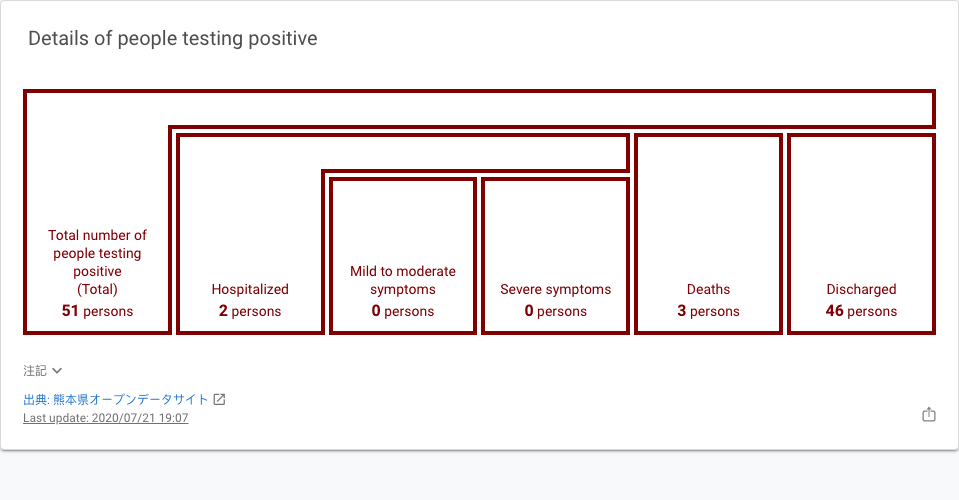 Details of people testing positive
Total number of
people testing
positive
(Total)
51 persons
Hospitalized
2 persons
Mild to moderate
symptoms
0 persons
Severe symptoms
0 persons
Deaths
3 persons
Discharged
46 persons
注記
出典: 熊本県オープンデータサイト
Last update: 2020/07/21 19:07